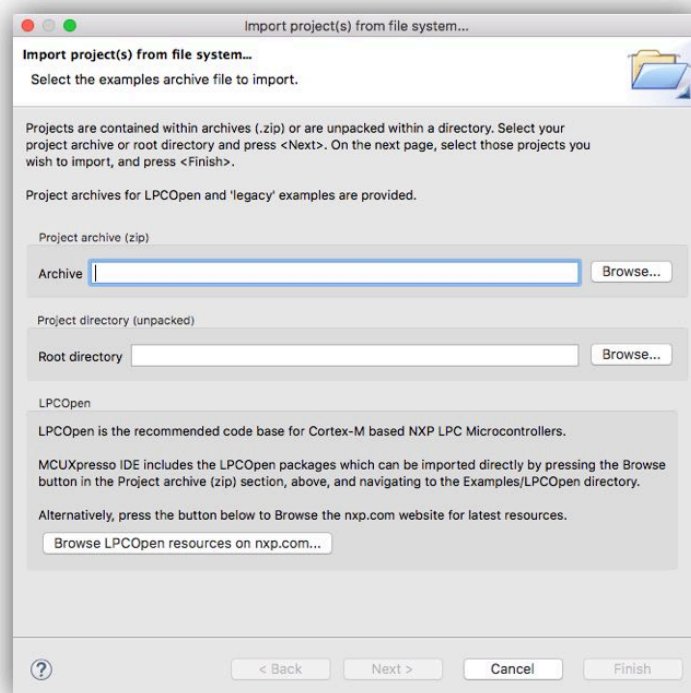 Import project(s) from file system...
Import project(s) from file system...
Select the examples archive file to import.
Projects are contained within archives (.zip) or are unpacked within a directory. Select your
project archive or root directory and press <Next>. On the next page, select those projects you
wish to import, and press <Finish>.
Project archives for LPCOpen and 'legacy' examples are provided.
Project archive (zip)
Archive Browse...
Project directory (unpacked)
Root directory Browse...
LPCOpen
LPCOpen is the recommended code base for Cortex-M based NXP LPC Microcontrollers.
MCUXpresso IDE includes the LPCOpen packages which can be imported directly by pressing the Browse
button in the Project archive (zip) section, above, and navigating to the Examples/LPCOpen directory.
Alternatively, press the button below to Browse the nxp.com website for latest resources.
Browse LPCOpen resources on nxp.com...
? < Back Next > Cancel Finish